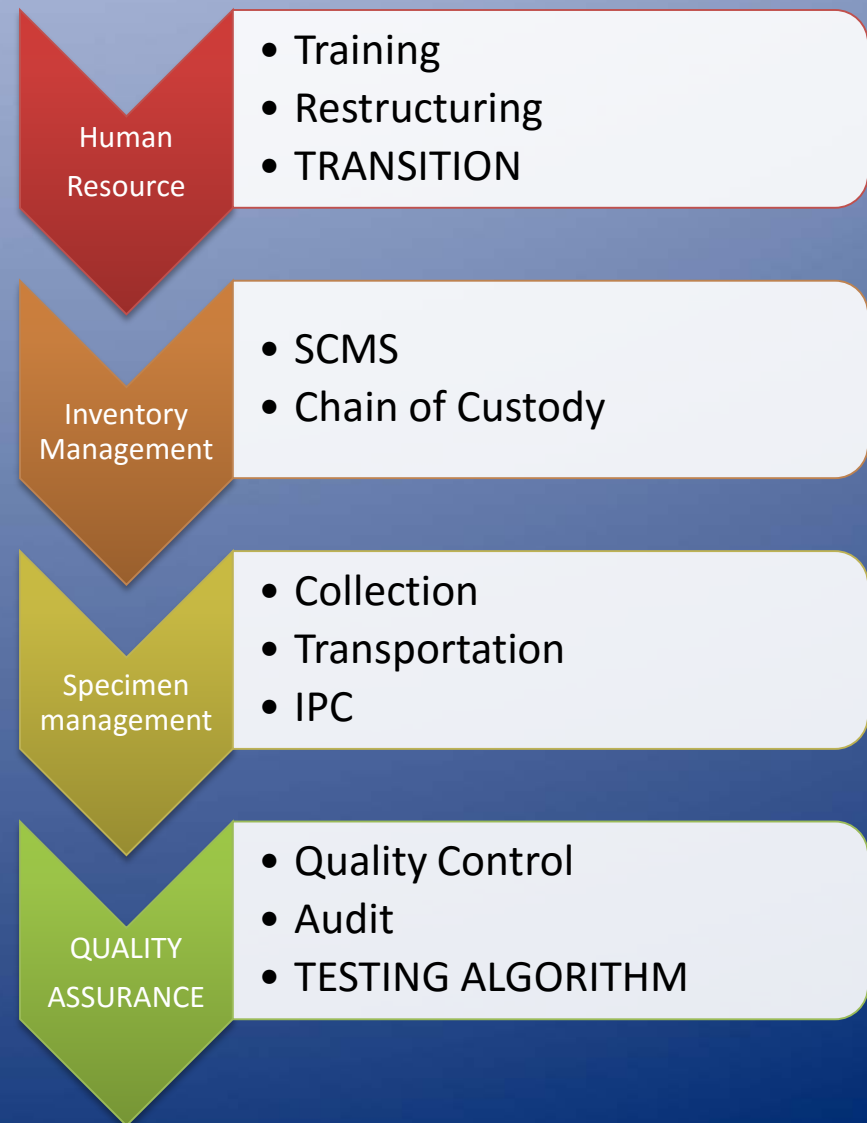 Human
Resource
• Training
• Restructuring
• TRANSITION
Inventory
Management
• SCMS
• Chain of Custody
Specimen
management
• Collection
• Transportation
• IPC
QUALITY
ASSURANCE
• Quality Control
• Audit
• TESTING ALGORITHM